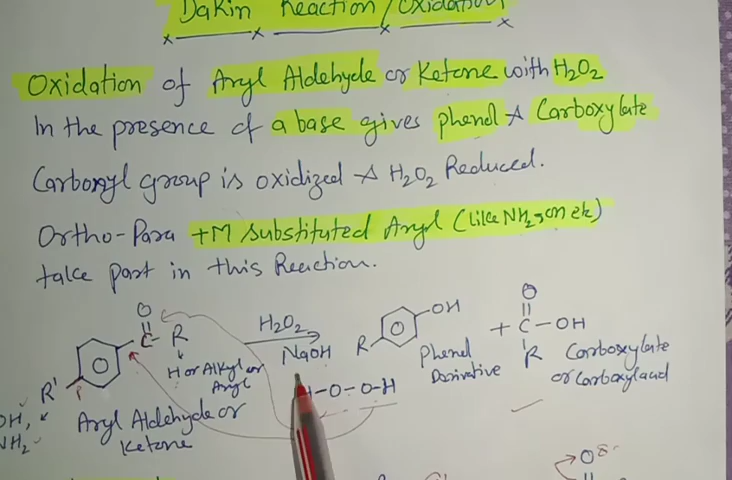 Dakin Reaction/Oxidation
Oxidation of Aryl Aldehyde or Ketone with H₂O₂
In the presence of a base gives phenol & Carboxylate
Carbonyl group is oxidized & H₂O₂ Reduced.
Ortho-Para +M substituted Aryl (like NH₂, OH etc)
take part in this Reaction.
O
C R
R'
P
H or Alkyl or
Aryl
OH,
NH₂
Aryl Aldehyde or
Ketone
H₂O₂
NaOH
H-O-O-H
R
OH
Phenol
Derivative
+
O
C-OH
R
Carboxylate
or Carboxylacid
Oδ-